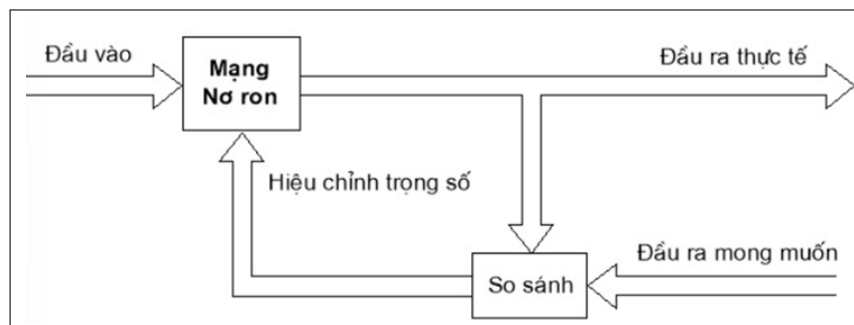 Đầu vào
Mạng
Nơ ron
Đầu ra thực tế
Hiệu chỉnh trọng số
Đầu ra mong muốn
So sánh